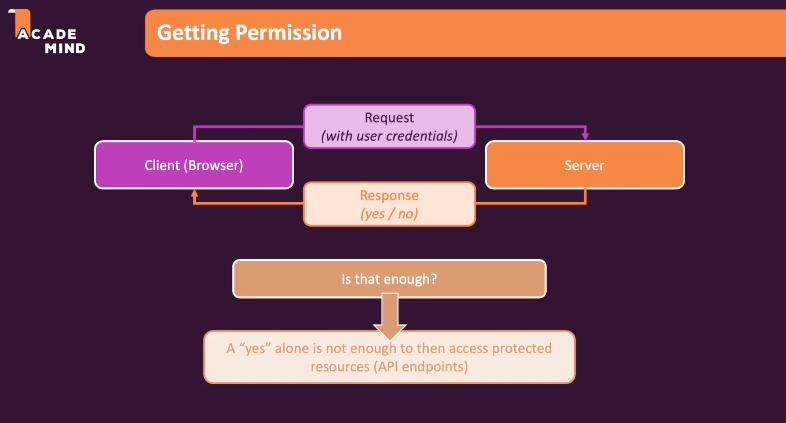 ACADE
MIND
Getting Permission
Request
(with user credentials)
Client (Browser)
Server
Response
(yes / no)
Is that enough?
A “yes” alone is not enough to then access protected
resources (API endpoints)